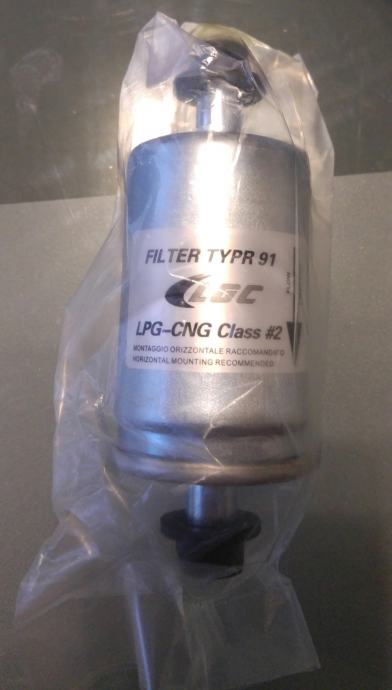 FILTER TYPR 91
LGC
LPG-CNG Class #2
MONTAGGIO ORIZZONTALE RACCOMANDATO
HORIZONTAL MOUNTING RECOMMENDED
FLOW